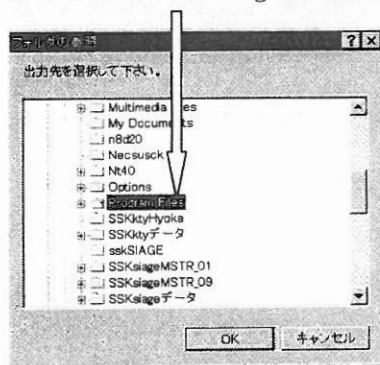 フォルダの参照
出力先を選択して下さい。
Multimedia
My Documents
n8d20
Necsusck
Nt40
Options
Program Files
SSKktyHyoka
SSKktyデータ
sskSIAGE
SSKsiageMSTR_01
SSKsiageMSTR_09
SSKsiageデータ
OK
キャンセル